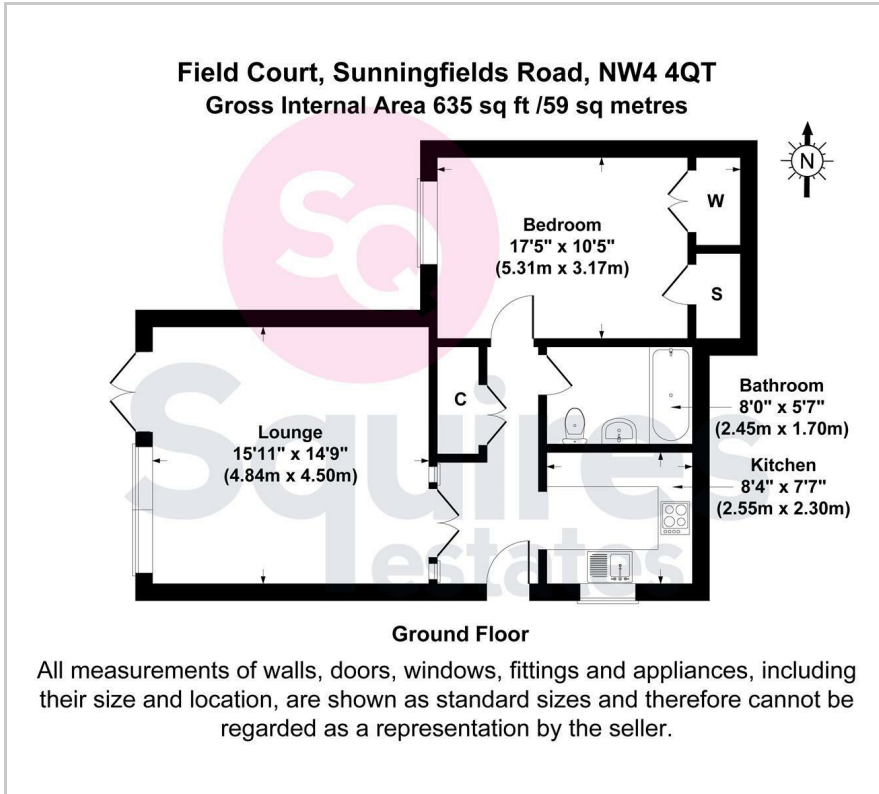 Field Court, Sunningfields Road, NW4 4QT
Gross Internal Area 635 sq ft /59 sq metres
SQ
N
W
Bedroom
17'5" x 10'5"
(5.31m x 3.17m)
S
C
Bathroom
8'0" x 5'7"
(2.45m x 1.70m)
Lounge
15'11" x 14'9"
(4.84m x 4.50m)
Kitchen
8'4" x 7'7"
(2.55m x 2.30m)
Squires
estates
Ground Floor
All measurements of walls, doors, windows, fittings and appliances, including
their size and location, are shown as standard sizes and therefore cannot be
regarded as a representation by the seller.